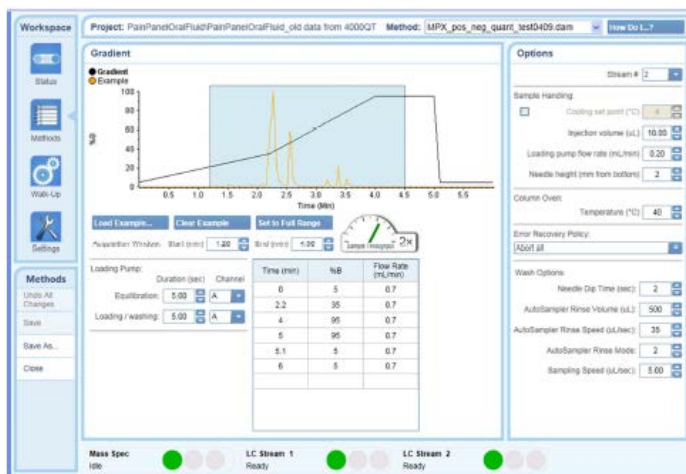 Workspace
Project: PainPanelOralFluid\PainPanelOralFluid_old data from 4000QT Method: MPX_pos_neg_quant_test0409.dam How Do I...?
Status
Methods
Walk-Up
Settings
Methods
Undo All
Changes
Save
Save As...
Close
Gradient
Gradient
Example
%B
100
80
60
40
20
0
0.5 1.0 1.5 2.0 2.5 3.0 3.5 4.0 4.5 5.0 5.5
Time (Min)
Load Example... Clear Example Set to Full Range
Acquisition Window: Start (min) 1.20 End (min)
Sample Throughput 2x
Loading Pump:
Duration (sec) Channel
Equilibration: 5.00 A
Loading / washing: 5.00 A
Time (min) %B Flow Rate (mL/min)
0 5 0.7
2.2 35 0.7
4 95 0.7
5 95 0.7
5.1 5 0.7
6 5 0.7
Options
Stream # 2
Sample Handling:
Cooling set point (°C) 4
Injection volume (uL) 10.00
Loading pump flow rate (mL/min) 0.20
Needle height (mm from bottom) 2
Column Oven:
Temperature (°C) 40
Error Recovery Policy:
Abort all
Wash Options:
Needle Dip Time (sec): 2
AutoSampler Rinse Volume (uL): 500
AutoSampler Rinse Speed (uL/sec): 35
AutoSampler Rinse Mode: 2
Sampling Speed (uL/sec): 5.00
Mass Spec
Idle
LC Stream 1
Ready
LC Stream 2
Ready